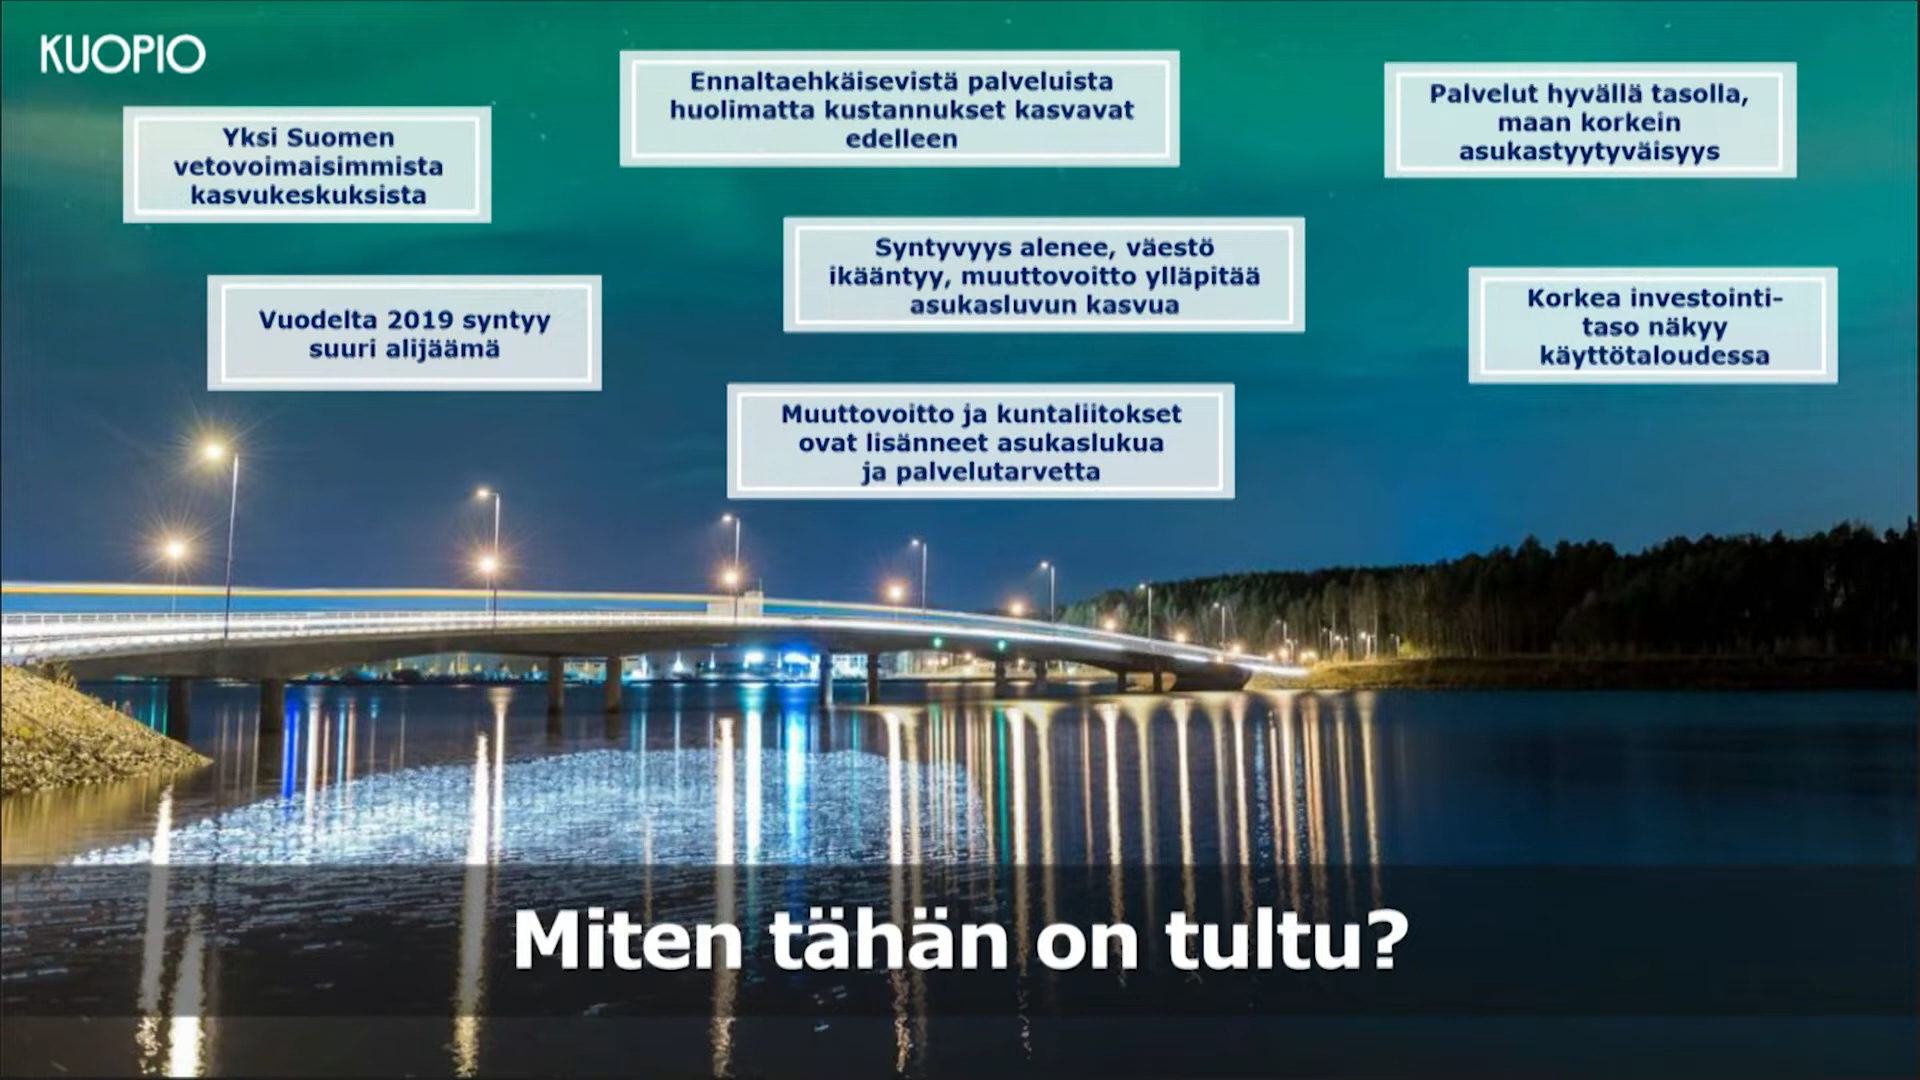 KUOPIO
Yksi Suomen
vetovoimaisimmista
kasvukeskuksista
Ennaltaehkäisevistä palveluista
huolimatta kustannukset kasvavat
edelleen
Palvelut hyvällä tasolla,
maan korkein
asukastyytyväisyys
Vuodelta 2019 syntyy
suuri alijäämä
Syntyvyys alenee, väestö
ikääntyy, muuttovoitto ylläpitää
asukasluvun kasvua
Korkea investointi-
taso näkyy
käyttötaloudessa
Muuttovoitto ja kuntaliitokset
ovat lisänneet asukaslukua
ja palvelutarvetta
Miten tähän on tultu?